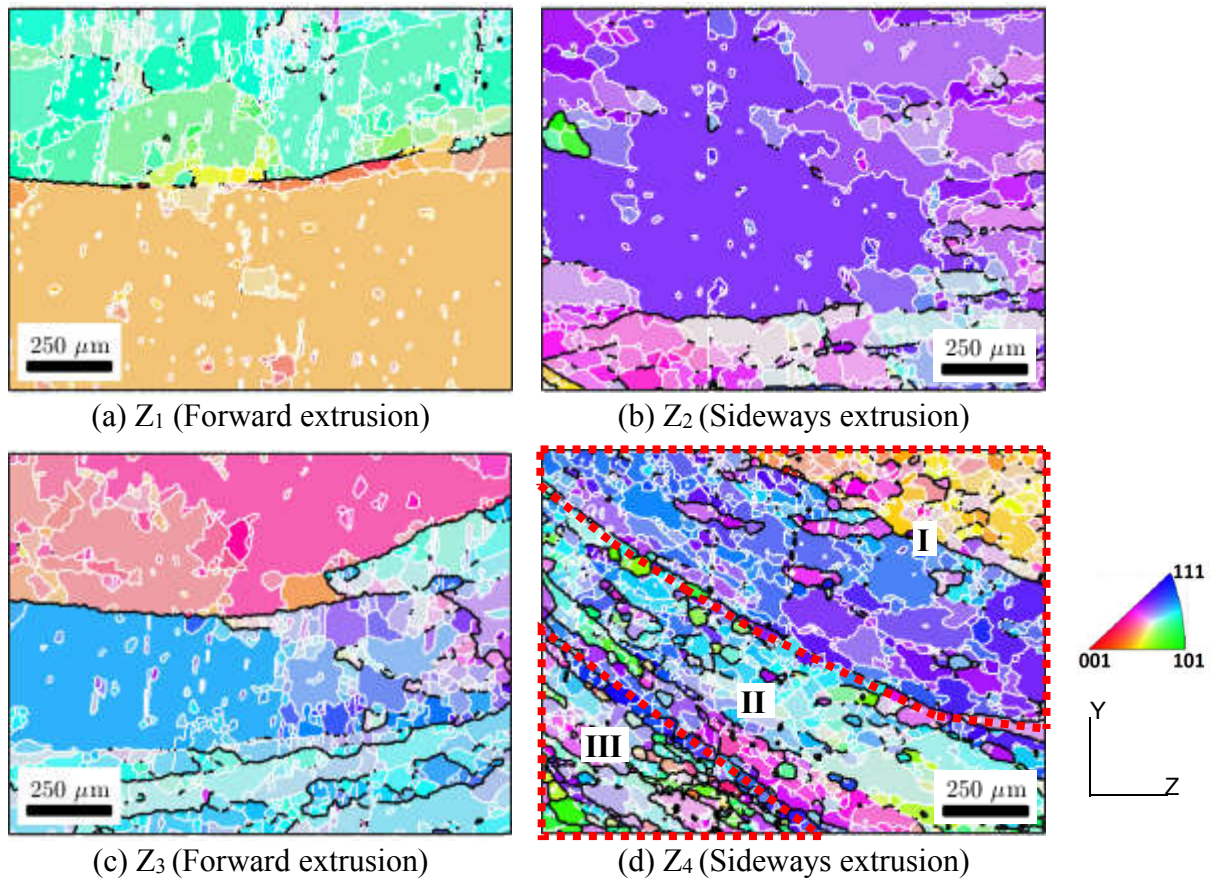 250 μm
250 μm
(a) Z₁ (Forward extrusion)
(b) Z₂ (Sideways extrusion)
I
II
III
250 μm
250 μm
(c) Z₃ (Forward extrusion)
(d) Z₄ (Sideways extrusion)
111
001
101
Y
Z